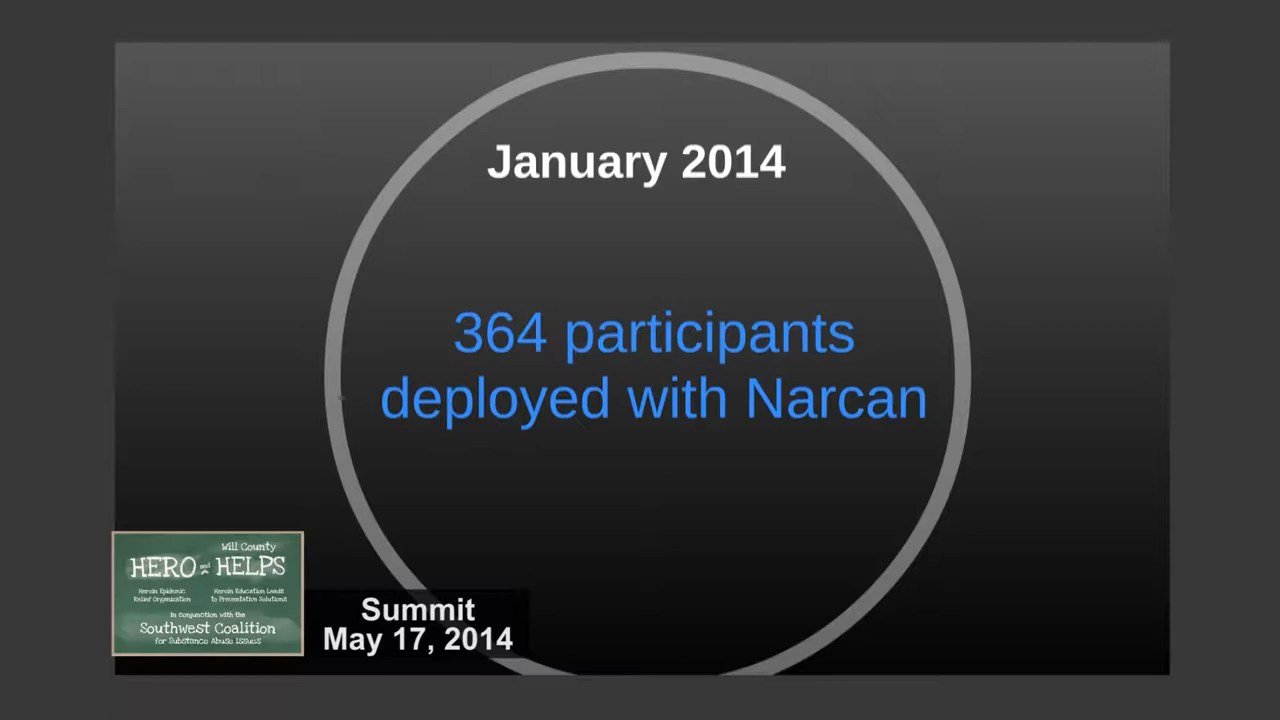 January 2014
364 participants
deployed with Narcan
Will County
HERO and HELPS
Heroin Epidemic
Relief Organization
Heroin Education Leads
to Preventative Solutions
In conjunction with the
Southwest Coalition
for Substance Abuse Issues
Summit
May 17, 2014